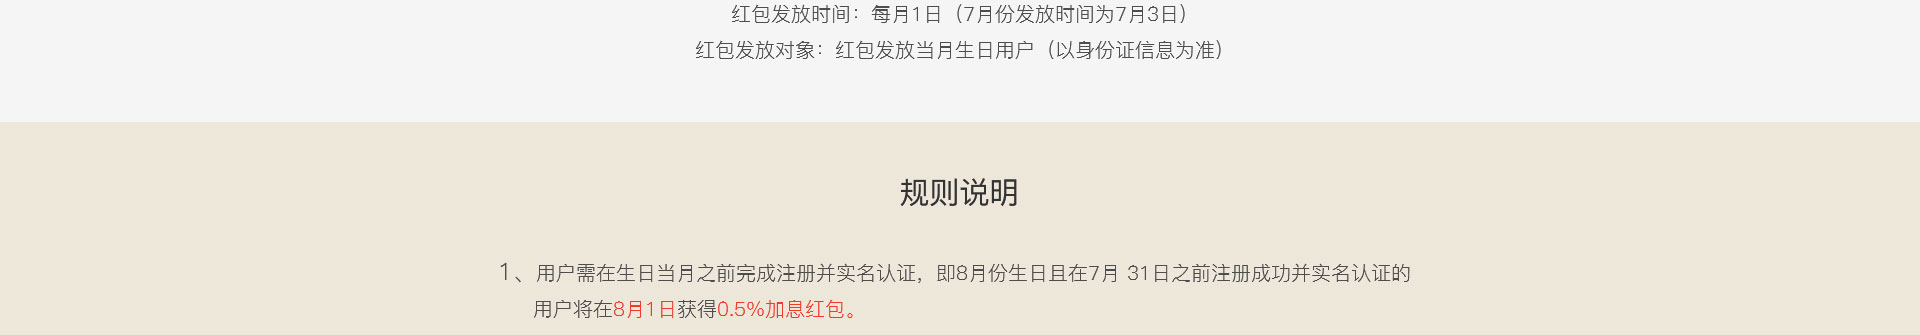 红包发放时间：每月1日（7月份发放时间为7月3日）
红包发放对象：红包发放当月生日用户（以身份证信息为准）
规则说明
1、用户需在生日当月之前完成注册并实名认证，即8月份生日且在7月 31日之前注册成功并实名认证的
用户将在8月1日获得0.5%加息红包。